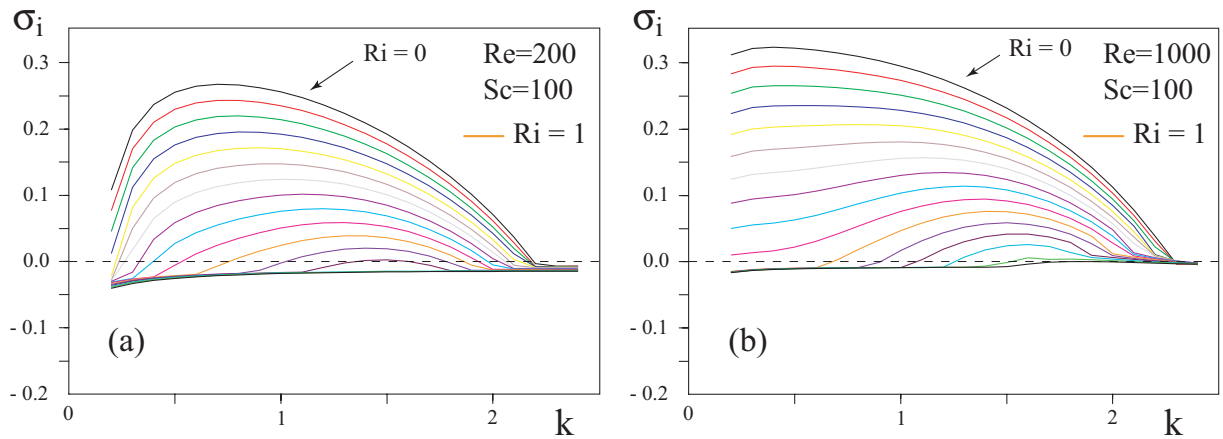 σi
Ri = 0
Re=200
Sc=100
Ri = 1
0.3
0.2
0.1
0.0
- 0.1
- 0.2
(a)
0
1
2
k
σi
Ri = 0
Re=1000
Sc=100
Ri = 1
0.3
0.2
0.1
0.0
- 0.1
- 0.2
(b)
0
1
2
k